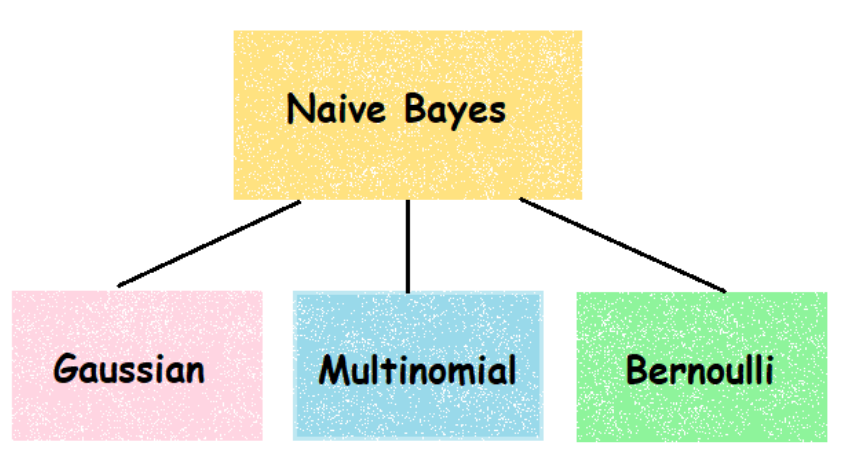 Naive Bayes
Gaussian
Multinomial
Bernoulli